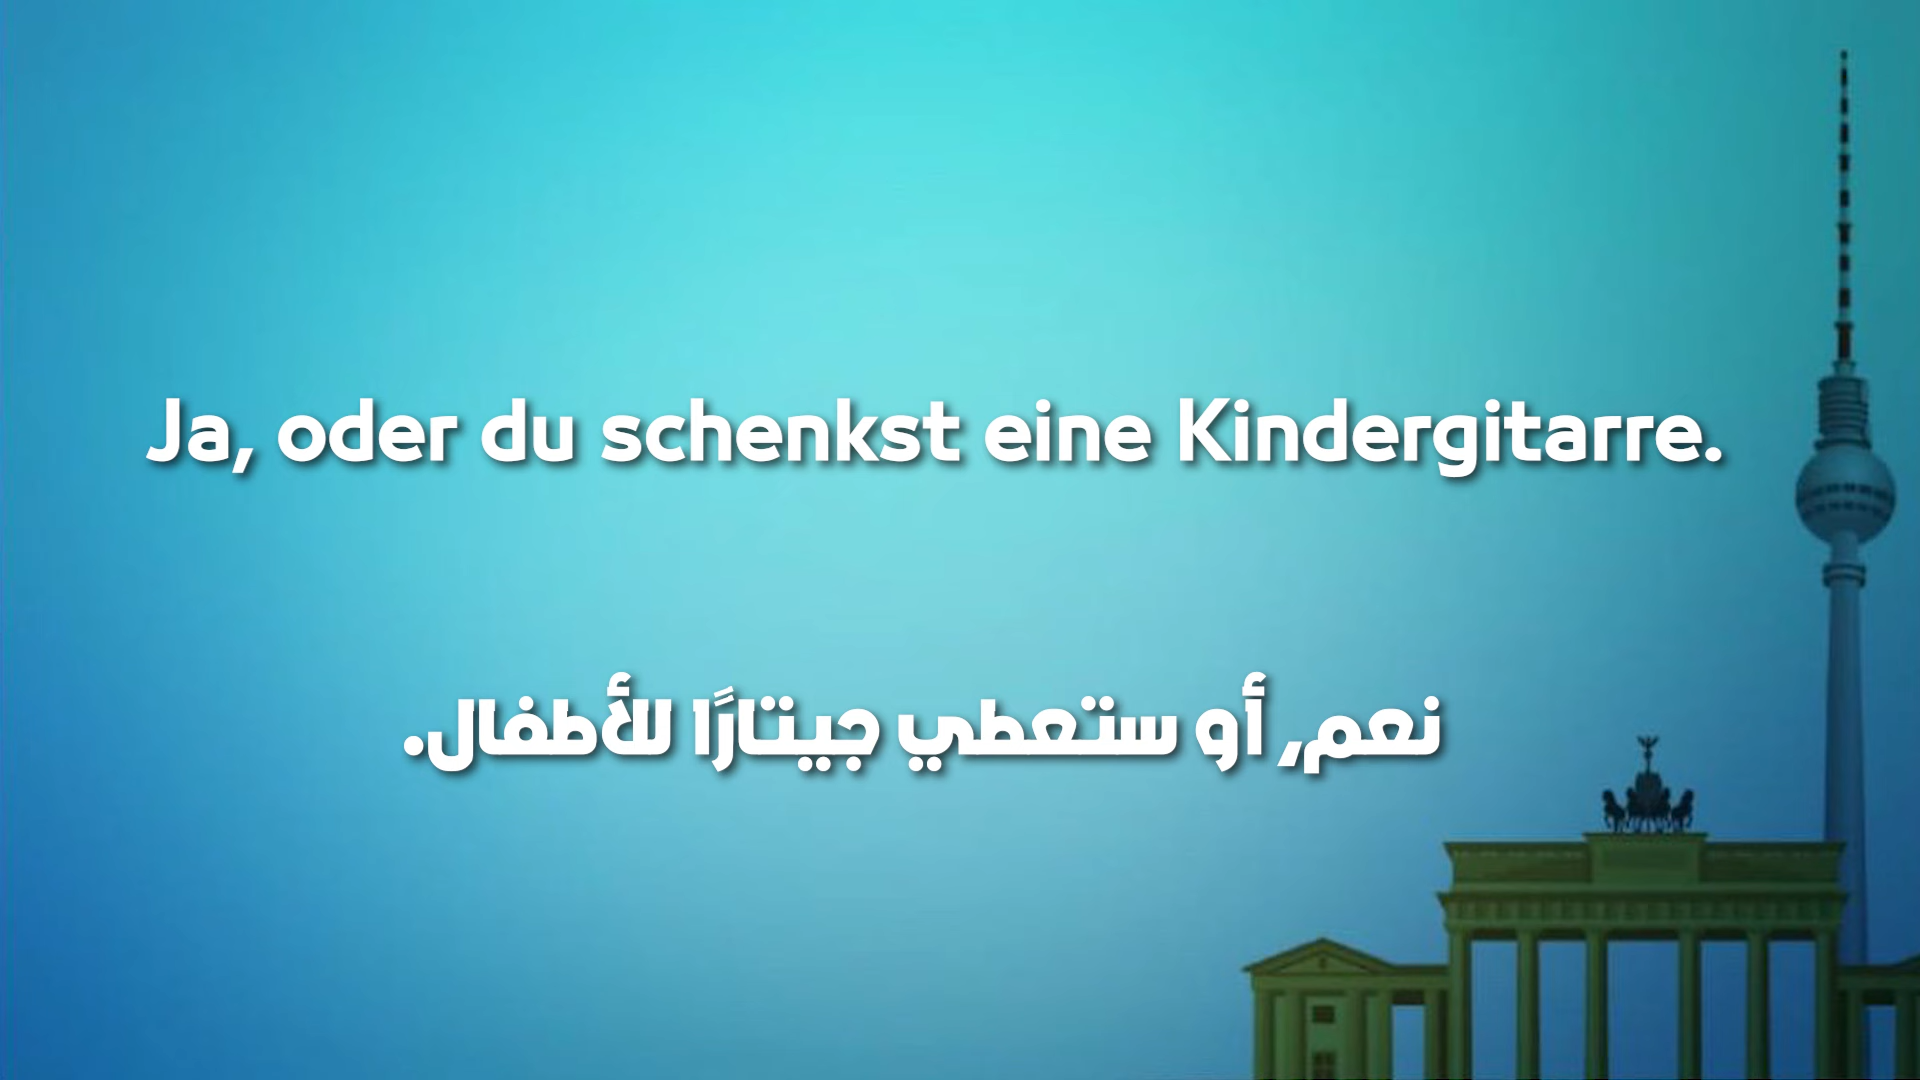 Ja, oder du schenkst eine Kindergitarre.
نعم, أو ستعطي جيتارًا للأطفال.